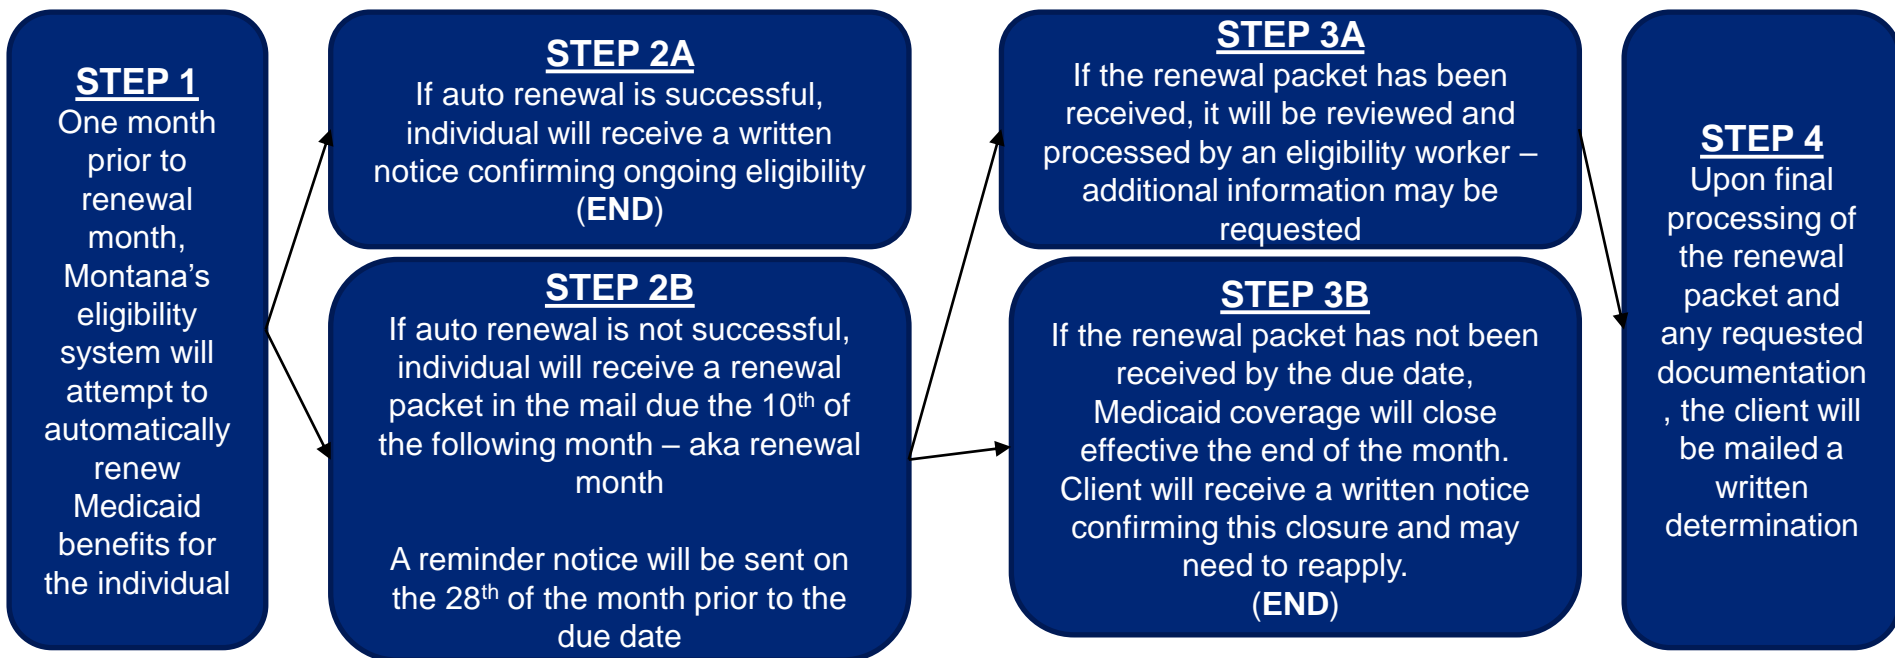 STEP 1
One month
prior to
renewal
month,
Montana’s
eligibility
system will
attempt to
automatically
renew
Medicaid
benefits for
the individual
STEP 2A
If auto renewal is successful,
individual will receive a written
notice confirming ongoing eligibility
(END)
STEP 2B
If auto renewal is not successful,
individual will receive a renewal
packet in the mail due the 10th of
the following month – aka renewal
month
A reminder notice will be sent on
the 28th of the month prior to the
due date
STEP 3A
If the renewal packet has been
received, it will be reviewed and
processed by an eligibility worker –
additional information may be
requested
STEP 3B
If the renewal packet has not been
received by the due date,
Medicaid coverage will close
effective the end of the month.
Client will receive a written notice
confirming this closure and may
need to reapply.
(END)
STEP 4
Upon final
processing of
the renewal
packet and
any requested
documentation
, the client will
be mailed a
written
determination